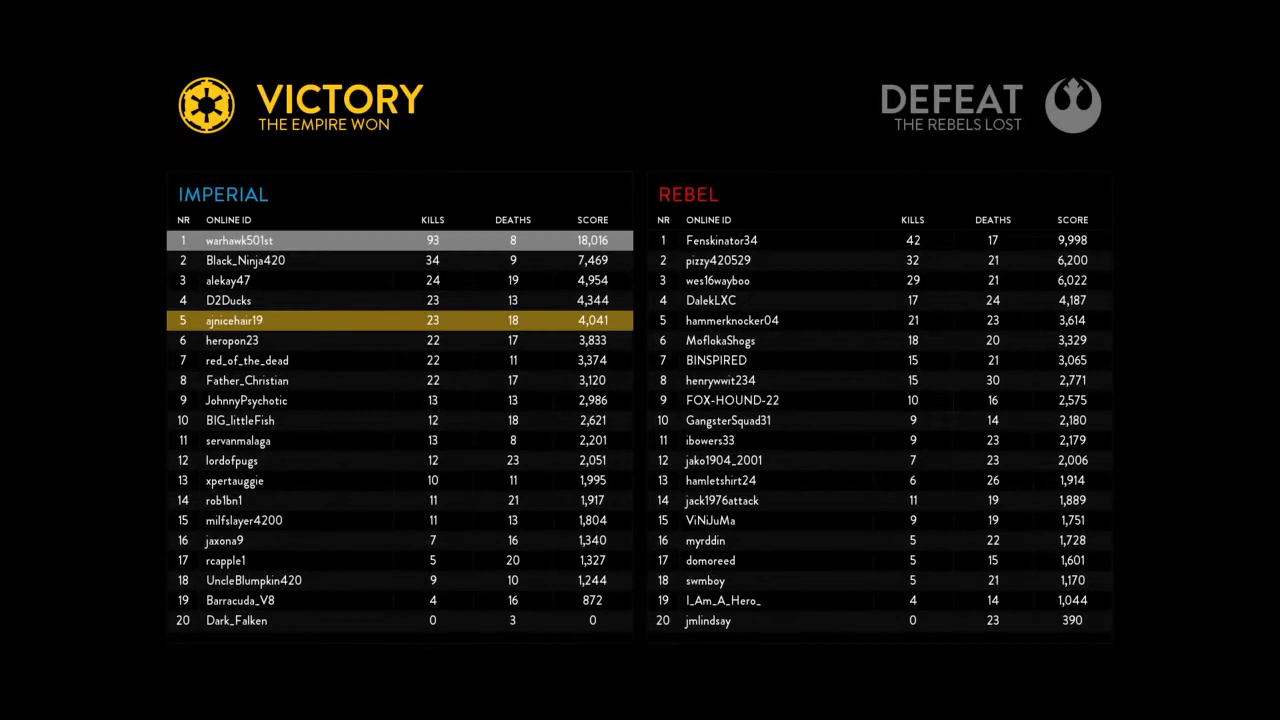 VICTORY
THE EMPIRE WON
DEFEAT
THE REBELS LOST
IMPERIAL
NR ONLINE ID KILLS DEATHS SCORE
1 warhawk501st 93 8 18,016
2 Black_Ninja420 34 9 7,469
3 alekay47 24 19 4,954
4 D2Ducks 23 13 4,344
5 ajnicehair19 23 18 4,041
6 heropon23 22 17 3,833
7 red_of_the_dead 22 11 3,374
8 Father_Christian 22 17 3,120
9 JohnnyPsychotic 13 13 2,986
10 BIG_littleFish 12 18 2,621
11 servanmalaga 13 8 2,201
12 lordofpugs 12 23 2,051
13 xpertauggie 10 11 1,995
14 rob1bn1 11 21 1,917
15 milfslayer4200 11 13 1,804
16 jaxona9 7 16 1,340
17 rcapple1 5 20 1,327
18 UncleBlumpkin420 9 10 1,244
19 Barracuda_V8 4 16 872
20 Dark_Falken 0 3 0
REBEL
NR ONLINE ID KILLS DEATHS SCORE
1 Fenskinator34 42 17 9,998
2 pizzy420529 32 21 6,200
3 wes16wayboo 29 21 6,022
4 DalekLXC 17 24 4,187
5 hammerknocker04 21 23 3,614
6 MoflokaShogs 18 20 3,329
7 BINSPIRED 15 21 3,065
8 henrywwit234 15 30 2,771
9 FOX-HOUND-22 10 16 2,575
10 GangsterSquad31 9 14 2,180
11 ibowers33 9 23 2,179
12 jako1904_2001 7 23 2,006
13 hamletshirt24 6 26 1,914
14 jack1976attack 11 19 1,889
15 ViNiJuMa 9 19 1,751
16 myrddin 5 22 1,728
17 domoreed 5 15 1,601
18 swmboy 5 21 1,170
19 I_Am_A_Hero_ 4 14 1,044
20 jmlindsay 0 23 390